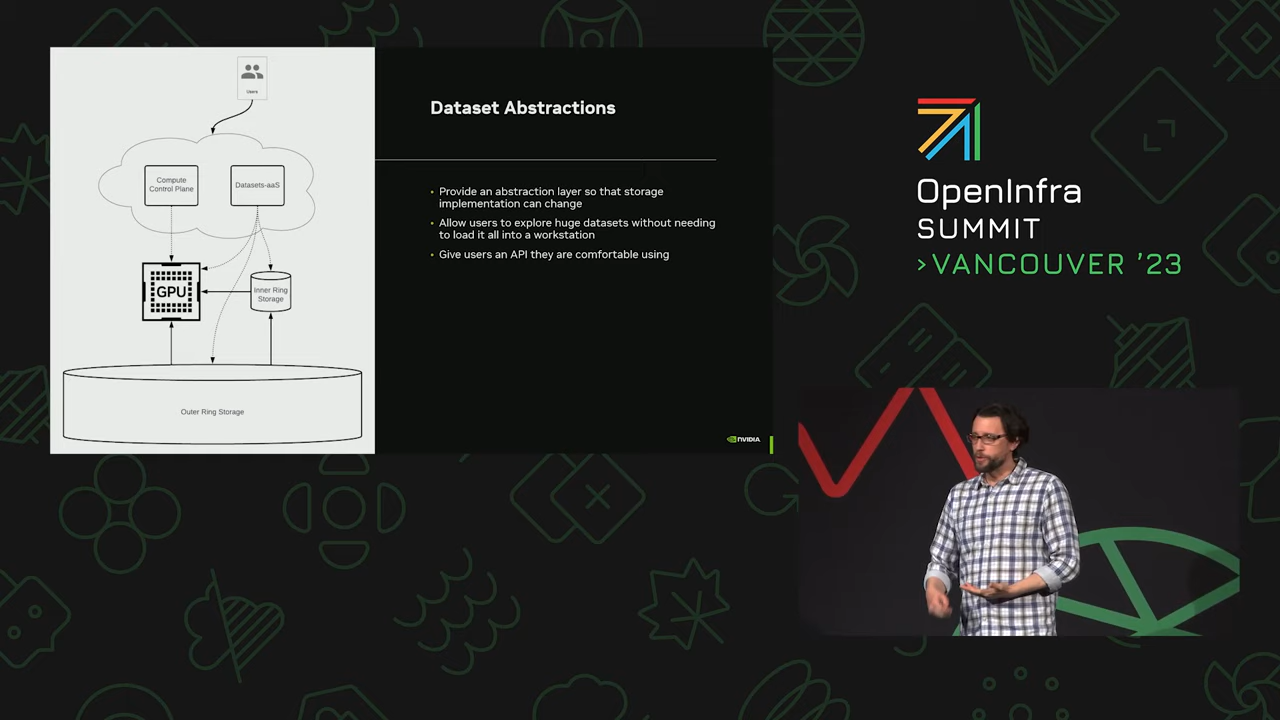 Users
Compute
Control Plane
Datasets-aaS
GPU
Inner Ring
Storage
Outer Ring Storage
Dataset Abstractions
• Provide an abstraction layer so that storage
implementation can change
• Allow users to explore huge datasets without needing
to load it all into a workstation
• Give users an API they are comfortable using
NVIDIA
OpenInfra
SUMMIT
>VANCOUVER '23